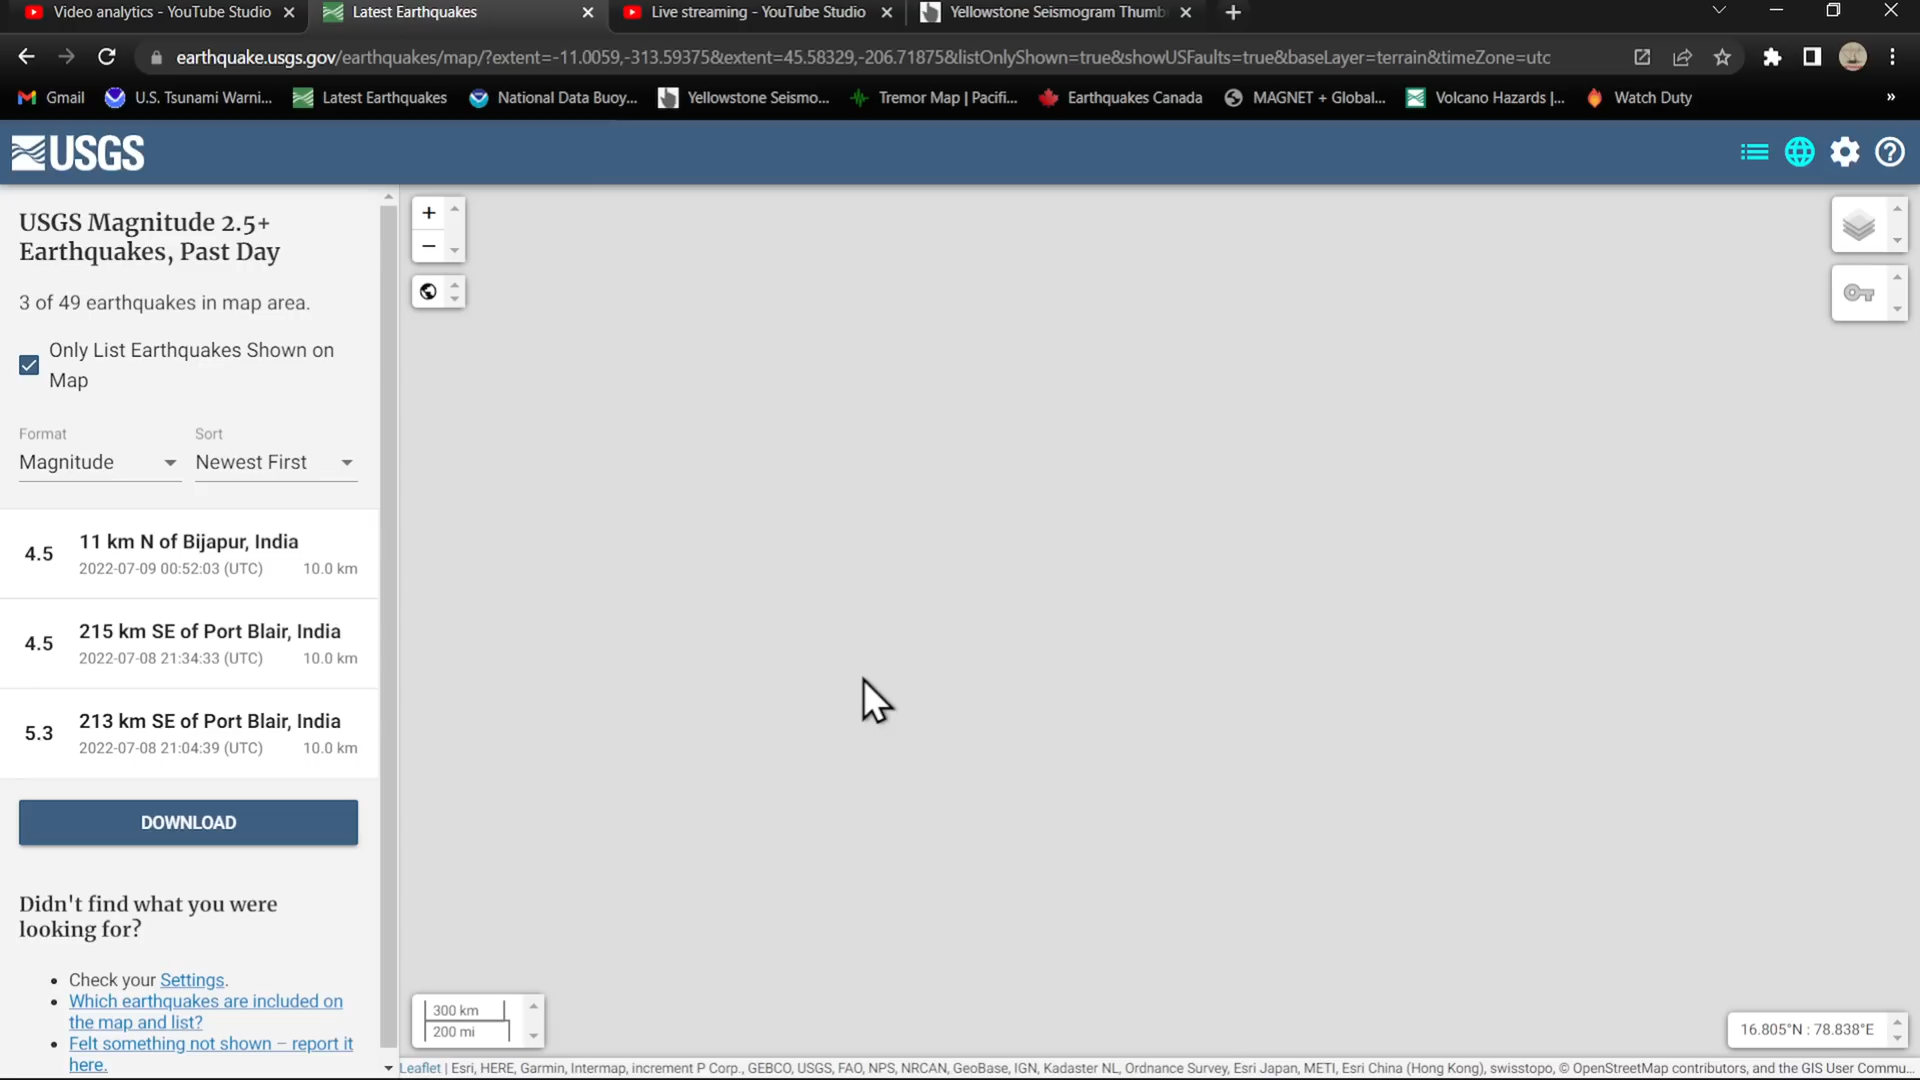 Video analytics - YouTube Studio
Latest Earthquakes
Live streaming - YouTube Studio
Yellowstone Seismogram Thumb
earthquake.usgs.gov/earthquakes/map/?extent=-11.0059,-313.59375&extent=45.58329,-206.71875&listOnlyShown=true&showUSFaults=true&baseLayer=terrain&timeZone=utc
Gmail
U.S. Tsunami Warni...
Latest Earthquakes
National Data Buoy...
Yellowstone Seismo...
Tremor Map | Pacifi...
Earthquakes Canada
MAGNET + Global...
Volcano Hazards |...
Watch Duty
»
USGS
USGS Magnitude 2.5+
Earthquakes, Past Day
3 of 49 earthquakes in map area.
Only List Earthquakes Shown on
Map
Format
Sort
Magnitude
Newest First
4.5
11 km N of Bijapur, India
2022-07-09 00:52:03 (UTC) 10.0 km
4.5
215 km SE of Port Blair, India
2022-07-08 21:34:33 (UTC) 10.0 km
5.3
213 km SE of Port Blair, India
2022-07-08 21:04:39 (UTC) 10.0 km
DOWNLOAD
Didn't find what you were
looking for?
• Check your Settings.
• Which earthquakes are included on
the map and list?
• Felt something not shown – report it
here.
+
−
300 km
200 mi
16.805°N : 78.838°E
Leaflet | Esri, HERE, Garmin, Intermap, increment P Corp., GEBCO, USGS, FAO, NPS, NRCAN, GeoBase, IGN, Kadaster NL, Ordnance Survey, Esri Japan, METI, Esri China (Hong Kong), swisstopo, © OpenStreetMap contributors, and the GIS User Commu...